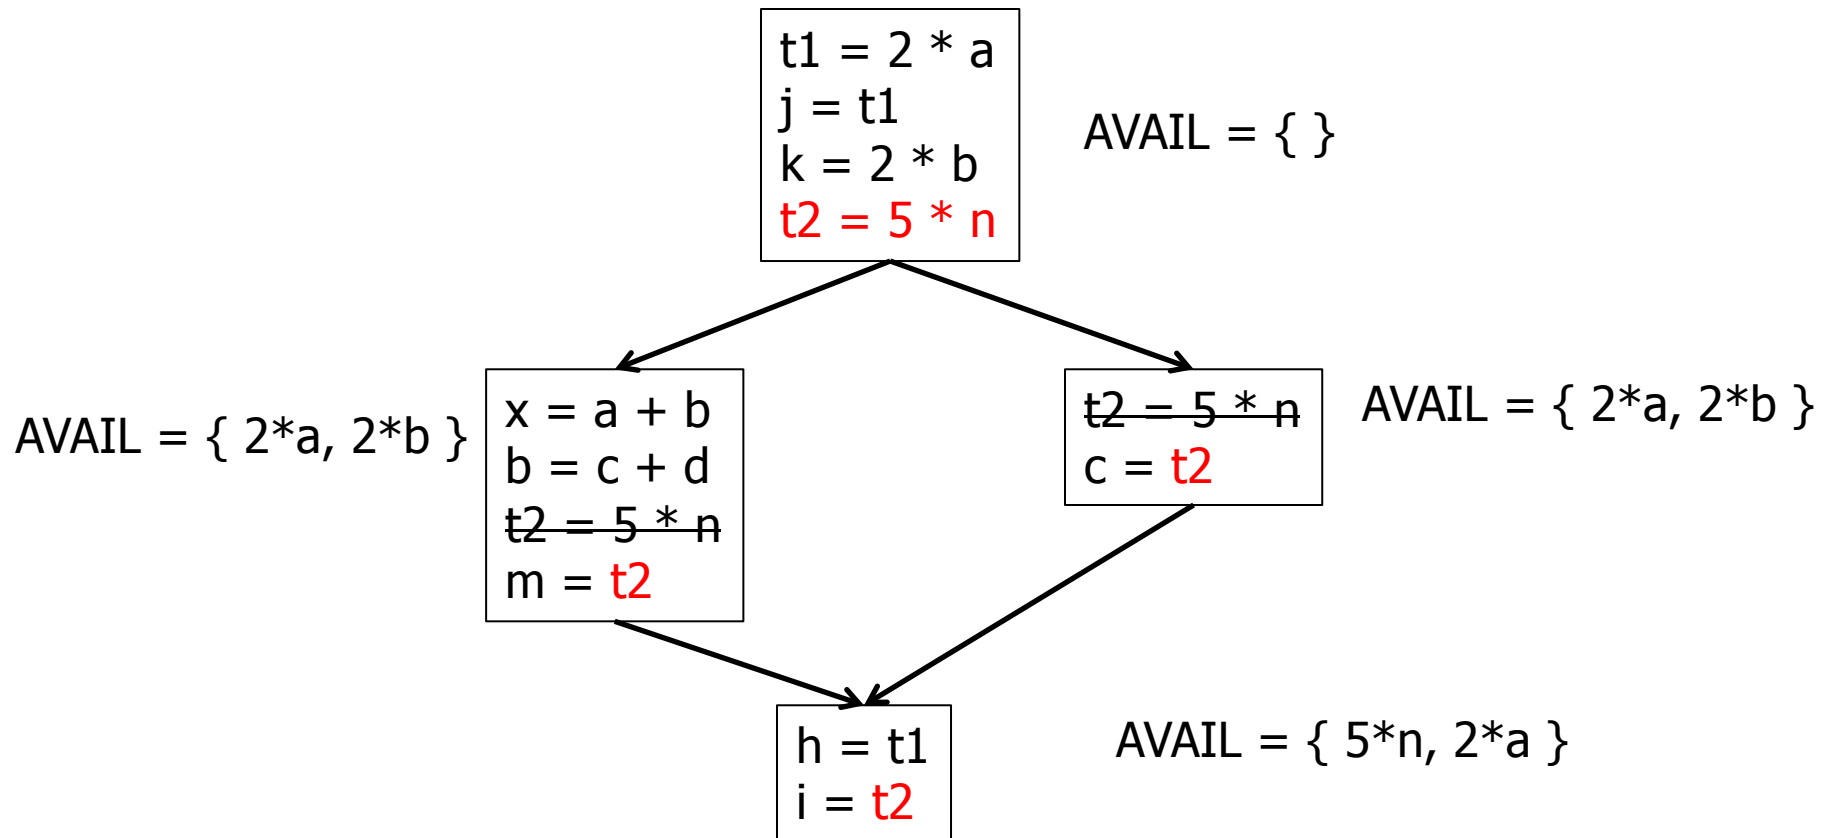 t1 = 2 * a
j = t1
k = 2 * b
t2 = 5 * n
AVAIL = { }
AVAIL = { 2*a, 2*b }
x = a + b
b = c + d
t2 = 5 * n
m = t2
t2 = 5 * n
c = t2
AVAIL = { 2*a, 2*b }
h = t1
i = t2
AVAIL = { 5*n, 2*a }